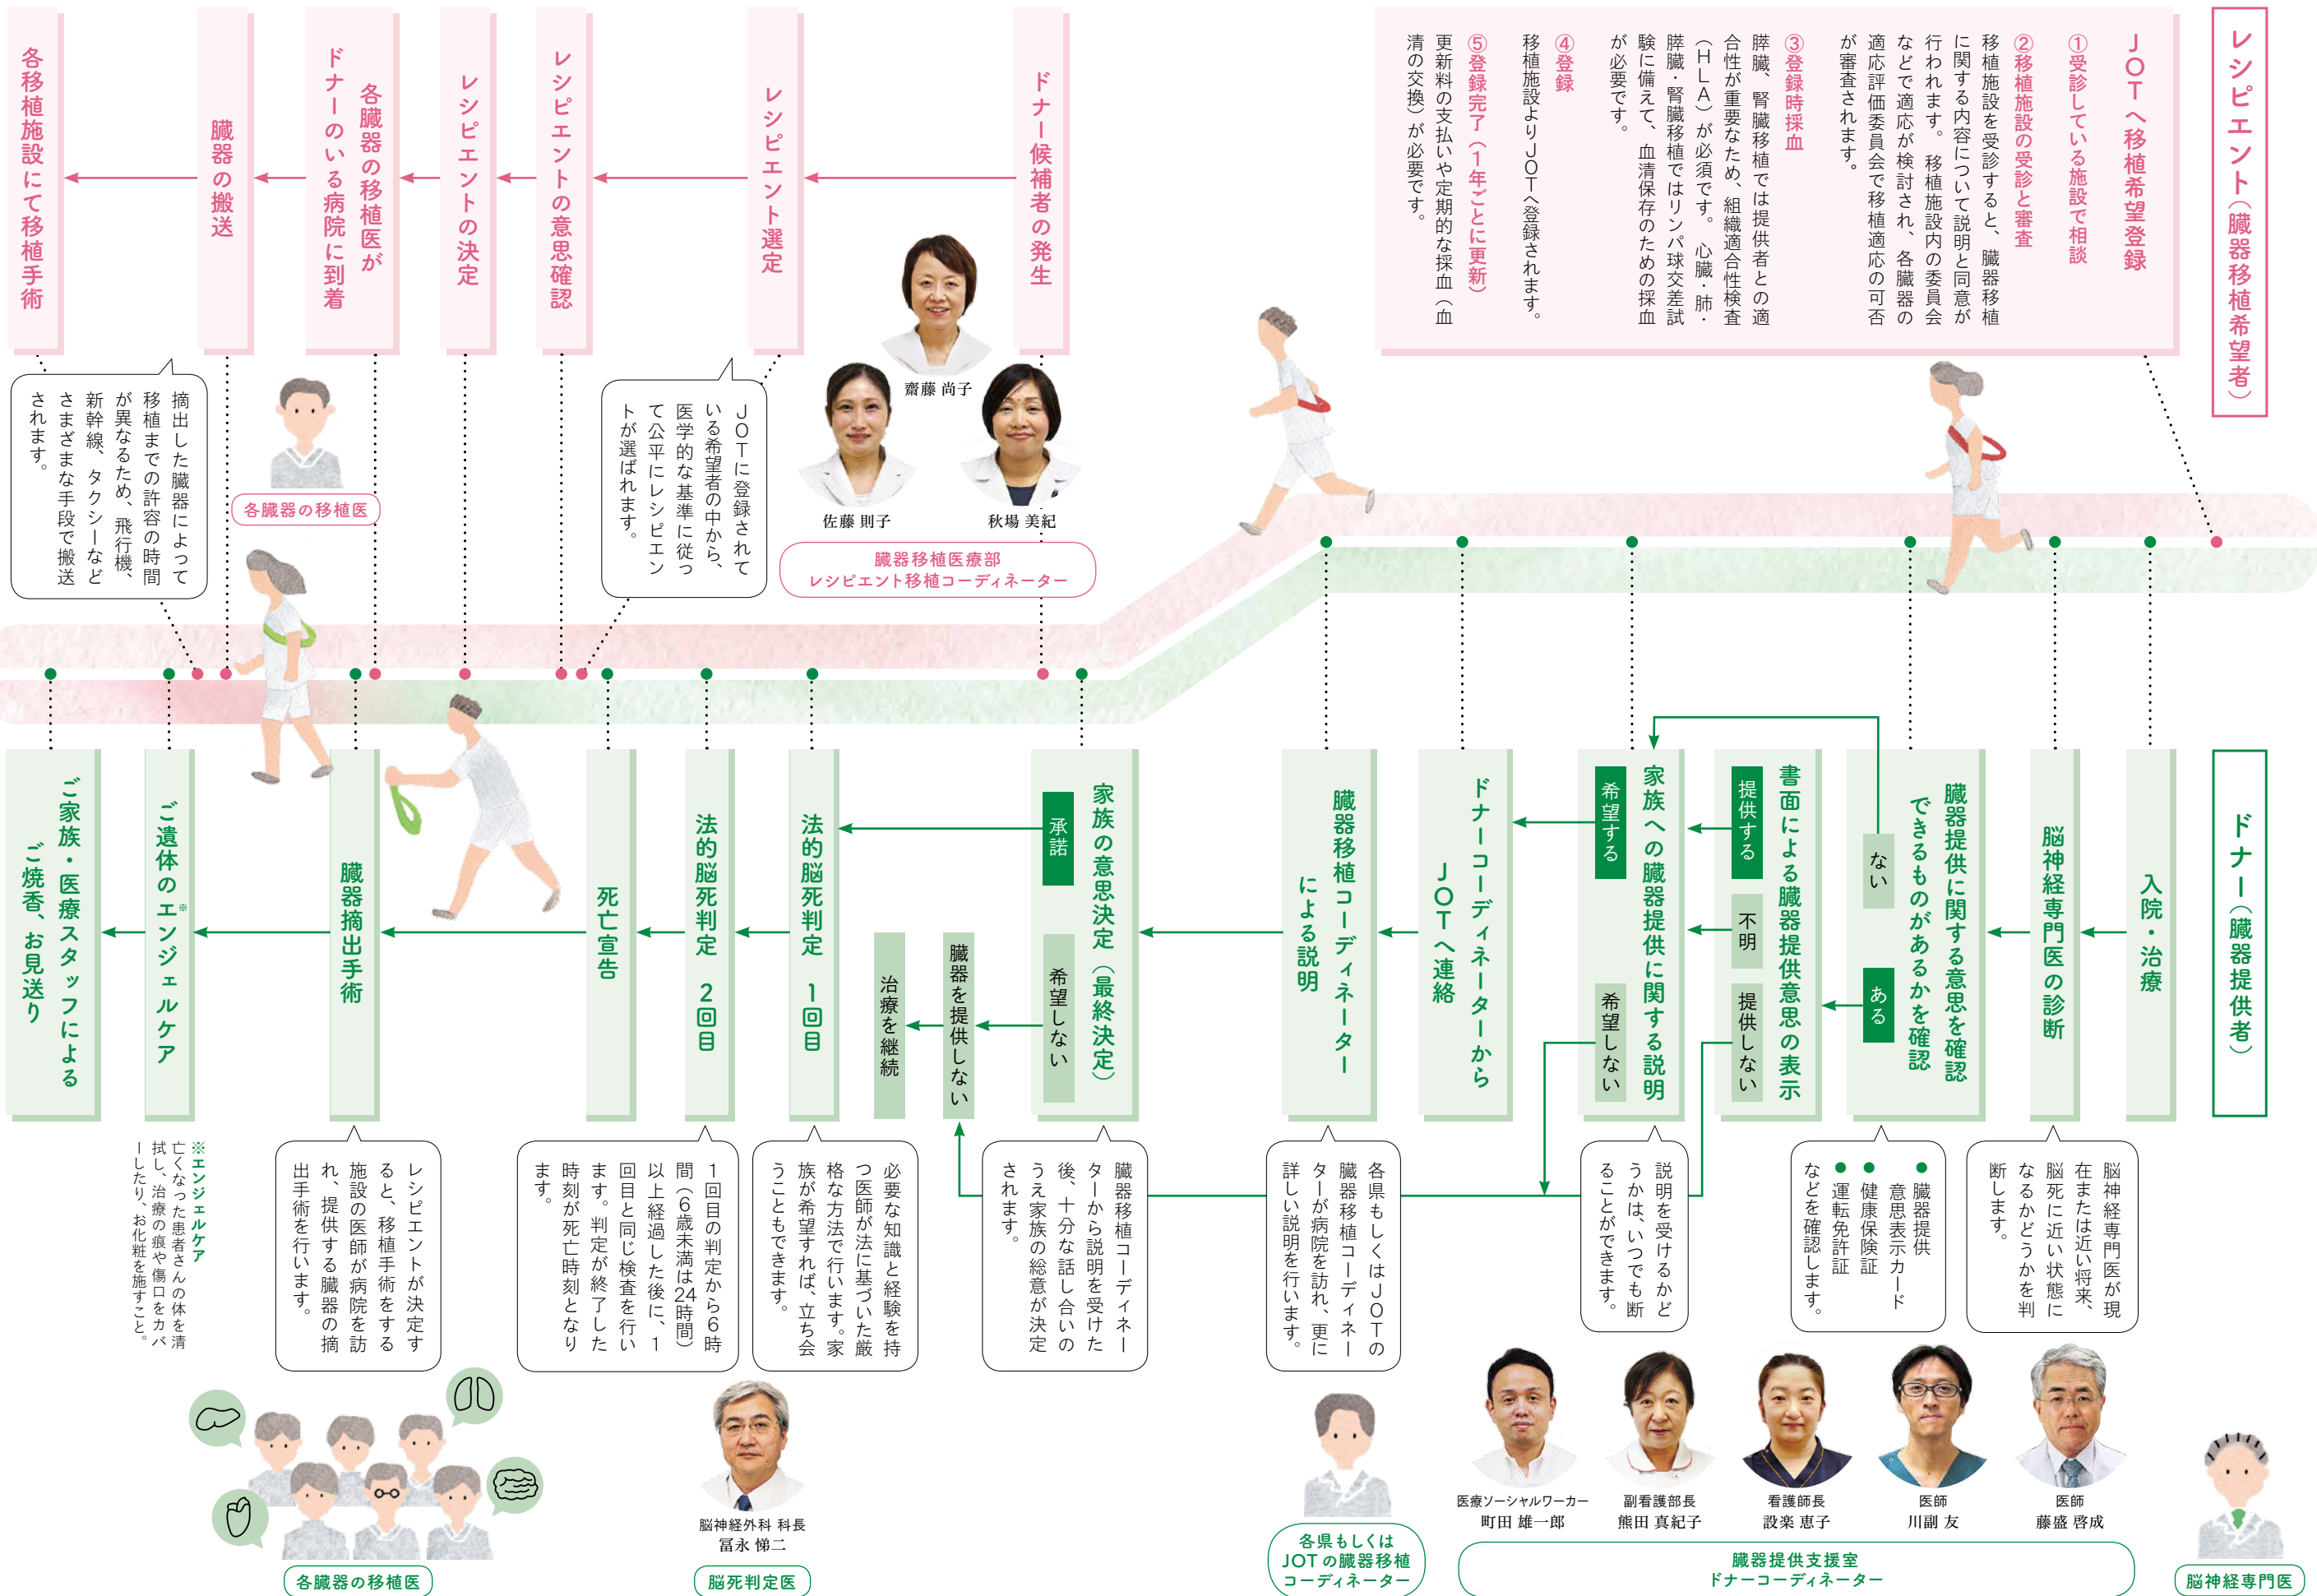 レシピエント（臓器移植希望者）
ＪＯＴへ移植希望登録
①受診している施設で相談
②移植施設の受診と審査
移植施設を受診すると、臓器移植
に関する内容について説明と同意が
行われます。移植施設内の委員会
などで適応が検討され、各臓器の
適応評価委員会で移植適応の可否
が審査されます。
③登録時採血
膵臓、腎臓移植では提供者との適
合性が重要なため、組織適合性検査
（ＨＬＡ）が必須です。心臓・肺・
膵臓・腎臓移植ではリンパ球交差試
験に備えて、血清保存のための採血
が必要です。
④登録
移植施設よりＪＯＴへ登録されます。
⑤登録完了（１年ごとに更新）
更新料の支払いや定期的な採血（血
清の交換）が必要です。
ドナー候補者の発生
レシピエント選定
レシピエントの意思確認
レシピエントの決定
各臓器の移植医が
ドナーのいる病院に到着
臓器の搬送
各移植施設にて移植手術
齋藤 尚子
秋場 美紀
佐藤 則子
臓器移植医療部
レシピエント移植コーディネーター
ＪＯＴに登録されて
いる希望者の中から、
医学的な基準に従っ
て公平にレシピエン
トが選ばれます。
各臓器の移植医
摘出した臓器によって
移植までの許容の時間
が異なるため、飛行機、
新幹線、タクシーなど
さまざまな手段で搬送
されます。
ドナー（臓器提供者）
入院・治療
脳神経専門医の診断
臓器提供に関する意思を確認
できるものがあるかを確認
ない
ある
書面による臓器提供意思の表示
提供する
不明
提供しない
家族への臓器提供に関する説明
希望する
希望しない
ドナーコーディネーターから
ＪＯＴへ連絡
臓器移植コーディネーター
による説明
家族の意思決定（最終決定）
承諾
希望しない
臓器を提供しない
治療を継続
法的脳死判定　１回目
法的脳死判定　２回目
死亡宣告
臓器摘出手術
ご遺体のエンジェルケア※
ご家族・医療スタッフによる
ご焼香、お見送り
脳神経専門医が現
在または近い将来、
脳死に近い状態に
なるかどうかを判
断します。
●臓器提供
意思表示カード
●健康保険証
●運転免許証
などを確認します。
説明を受けるかど
うかは、いつでも断
ることができます。
各県もしくはＪＯＴの
臓器移植コーディネー
ターが病院を訪れ、更に
詳しい説明を行います。
臓器移植コーディネー
ターから説明を受けた
後、十分な話し合いの
うえ家族の総意が決定
されます。
必要な知識と経験を持
つ医師が法に基づいた厳
格な方法で行います。家
族が希望すれば、立ち会
うこともできます。
１回目の判定から６時
間（６歳未満は24時間）
以上経過した後に、１
回目と同じ検査を行い
ます。判定が終了した
時刻が死亡時刻となり
ます。
レシピエントが決定す
ると、移植手術をする
施設の医師が病院を訪
れ、提供する臓器の摘
出手術を行います。
※エンジェルケア
亡くなった患者さんの体を清
拭し、治療の痕や傷口をカバ
ーしたり、お化粧を施すこと。
脳神経専門医
医師
藤盛 啓成
医師
川副 友
看護師長
設楽 恵子
副看護部長
熊田 真紀子
医療ソーシャルワーカー
町田 雄一郎
臓器提供支援室
ドナーコーディネーター
各県もしくは
JOTの臓器移植
コーディネーター
脳神経外科 科長
冨永 悌二
脳死判定医
各臓器の移植医